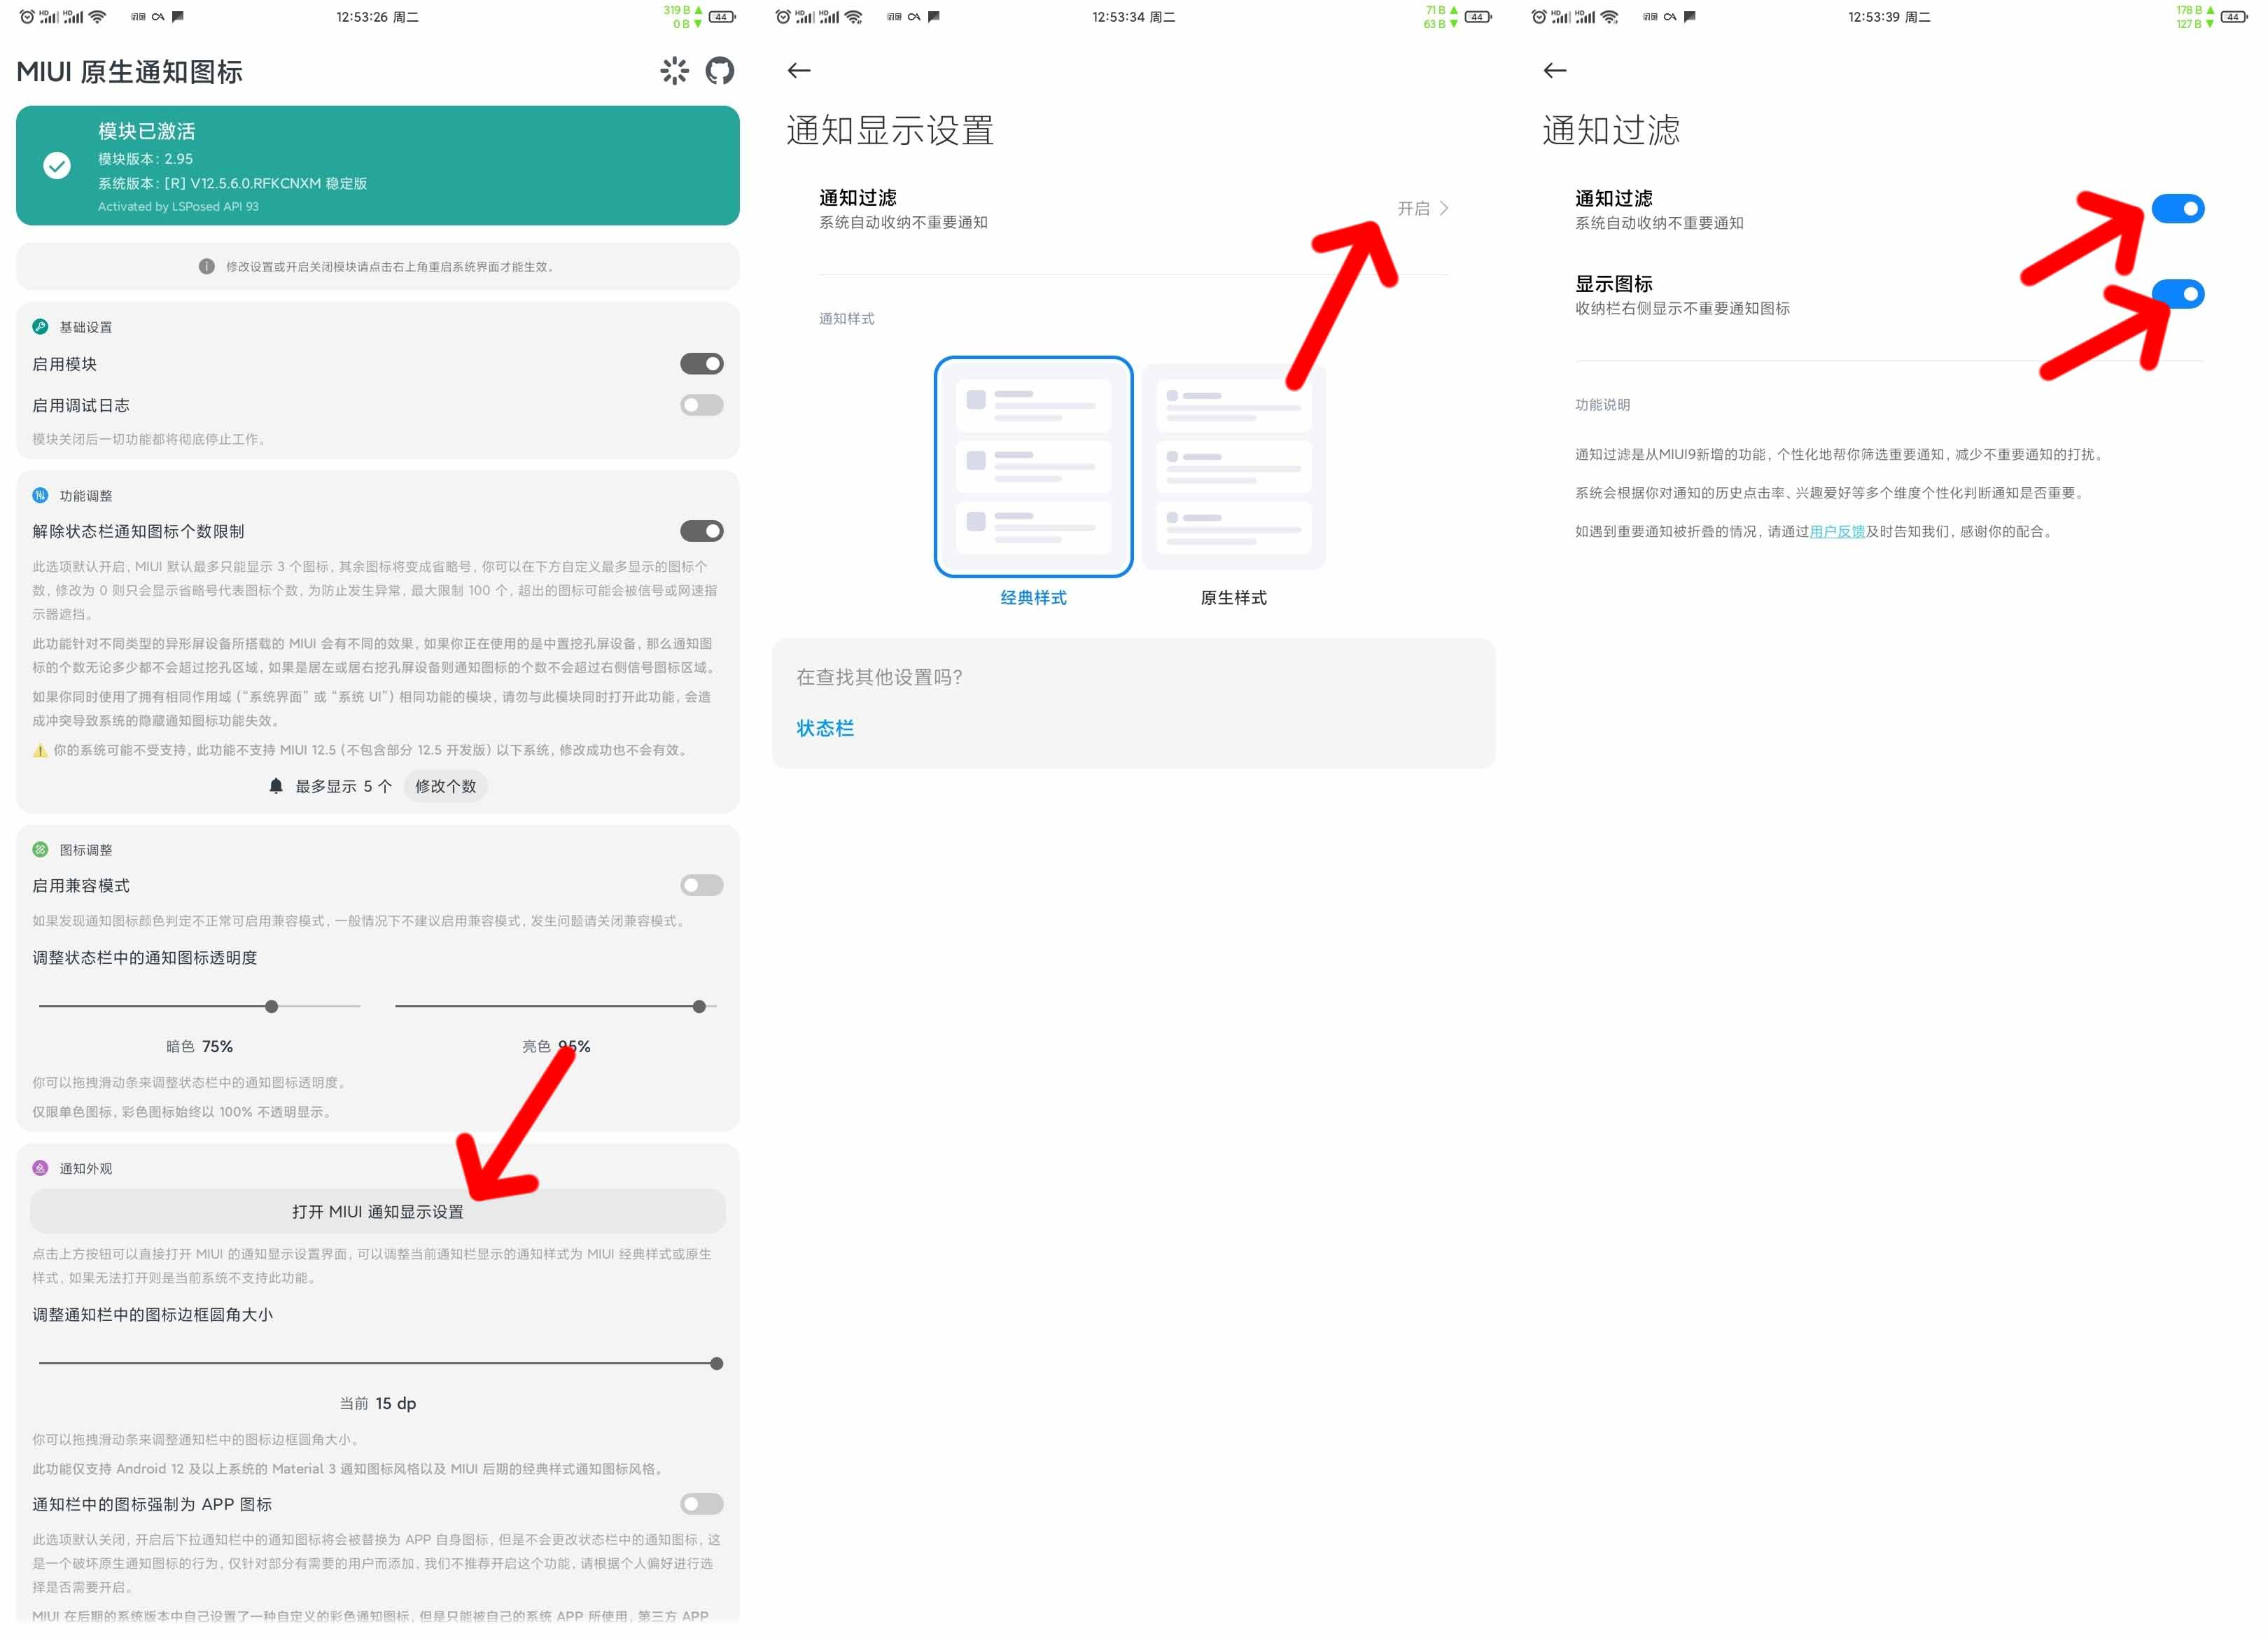 12:53:26 周二
319 B ▲
0 B ▼
44
MIUI 原生通知图标
模块已激活
模块版本: 2.95
系统版本: [R] V12.5.6.0.RFKCNXM 稳定版
Activated by LSPosed API 93
修改设置或开启关闭模块请点击右上角重启系统界面才能生效。
基础设置
启用模块
启用调试日志
模块关闭后一切功能都将彻底停止工作。
功能调整
解除状态栏通知图标个数限制
此选项默认开启, MIUI 默认最多只能显示 3 个图标, 其余图标将变成省略号, 你可以在下方自定义最多显示的图标个
数, 修改为 0 则只会显示省略号代表图标个数, 为防止发生异常, 最大限制 100 个, 超出的图标可能会被信号或网速指
示器遮挡。
此功能针对不同类型的异形屏设备所搭载的 MIUI 会有不同的效果, 如果你正在使用的是中置挖孔屏设备, 那么通知图
标的个数无论多少都不会超过挖孔区域, 如果是居左或居右挖孔屏设备则通知图标的个数不会超过右侧信号图标区域。
如果你同时使用了拥有相同作用域 (“系统界面” 或 “系统 UI”) 相同功能的模块, 请勿与此模块同时打开此功能, 会造
成冲突导致系统的隐藏通知图标功能失效。
⚠️ 你的系统可能不受支持, 此功能不支持 MIUI 12.5 (不包含部分 12.5 开发版) 以下系统, 修改成功也不会有效。
最多显示 5 个 修改个数
图标调整
启用兼容模式
如果发现通知图标颜色判定不正常可启用兼容模式, 一般情况下不建议启用兼容模式, 发生问题请关闭兼容模式。
调整状态栏中的通知图标透明度
暗色 75% 亮色 95%
你可以拖拽滑动条来调整状态栏中的通知图标透明度。
仅限单色图标, 彩色图标始终以 100% 不透明显示。
通知外观
打开 MIUI 通知显示设置
点击上方按钮可以直接打开 MIUI 的通知显示设置界面, 可以调整当前通知栏显示的通知样式为 MIUI 经典样式或原生
样式, 如果无法打开则是当前系统不支持此功能。
调整通知栏中的图标边框圆角大小
当前 15 dp
你可以拖拽滑动条来调整通知栏中的图标边框圆角大小。
此功能仅支持 Android 12 及以上系统的 Material 3 通知图标风格以及 MIUI 后期的经典样式通知图标风格。
通知栏中的图标强制为 APP 图标
此选项默认关闭, 开启后下拉通知栏中的通知图标将会被替换为 APP 自身图标, 但是不会更改状态栏中的通知图标, 这
是一个破坏原生通知图标的行为, 仅针对部分有需要的用户而添加, 我们不推荐开启这个功能, 请根据个人偏好进行选
择是否需要开启。
MIUI 在后期的系统版本中自己设置了一种自定义的彩色通知图标, 但是只能被自己的系统 APP 所使用, 第三方 APP
12:53:34 周二
71 B ▲
63 B ▼
44
通知显示设置
通知过滤
系统自动收纳不重要通知
开启
通知样式
经典样式 原生样式
在查找其他设置吗?
状态栏
12:53:39 周二
178 B ▲
127 B ▼
44
通知过滤
通知过滤
系统自动收纳不重要通知
显示图标
收纳栏右侧显示不重要通知图标
功能说明
通知过滤是从MIUI9新增的功能, 个性化地帮你筛选重要通知, 减少不重要通知的打扰。
系统会根据你对通知的历史点击率、兴趣爱好等多个维度个性化判断通知是否重要。
如遇到重要通知被折叠的情况, 请通过用户反馈及时告知我们, 感谢你的配合。